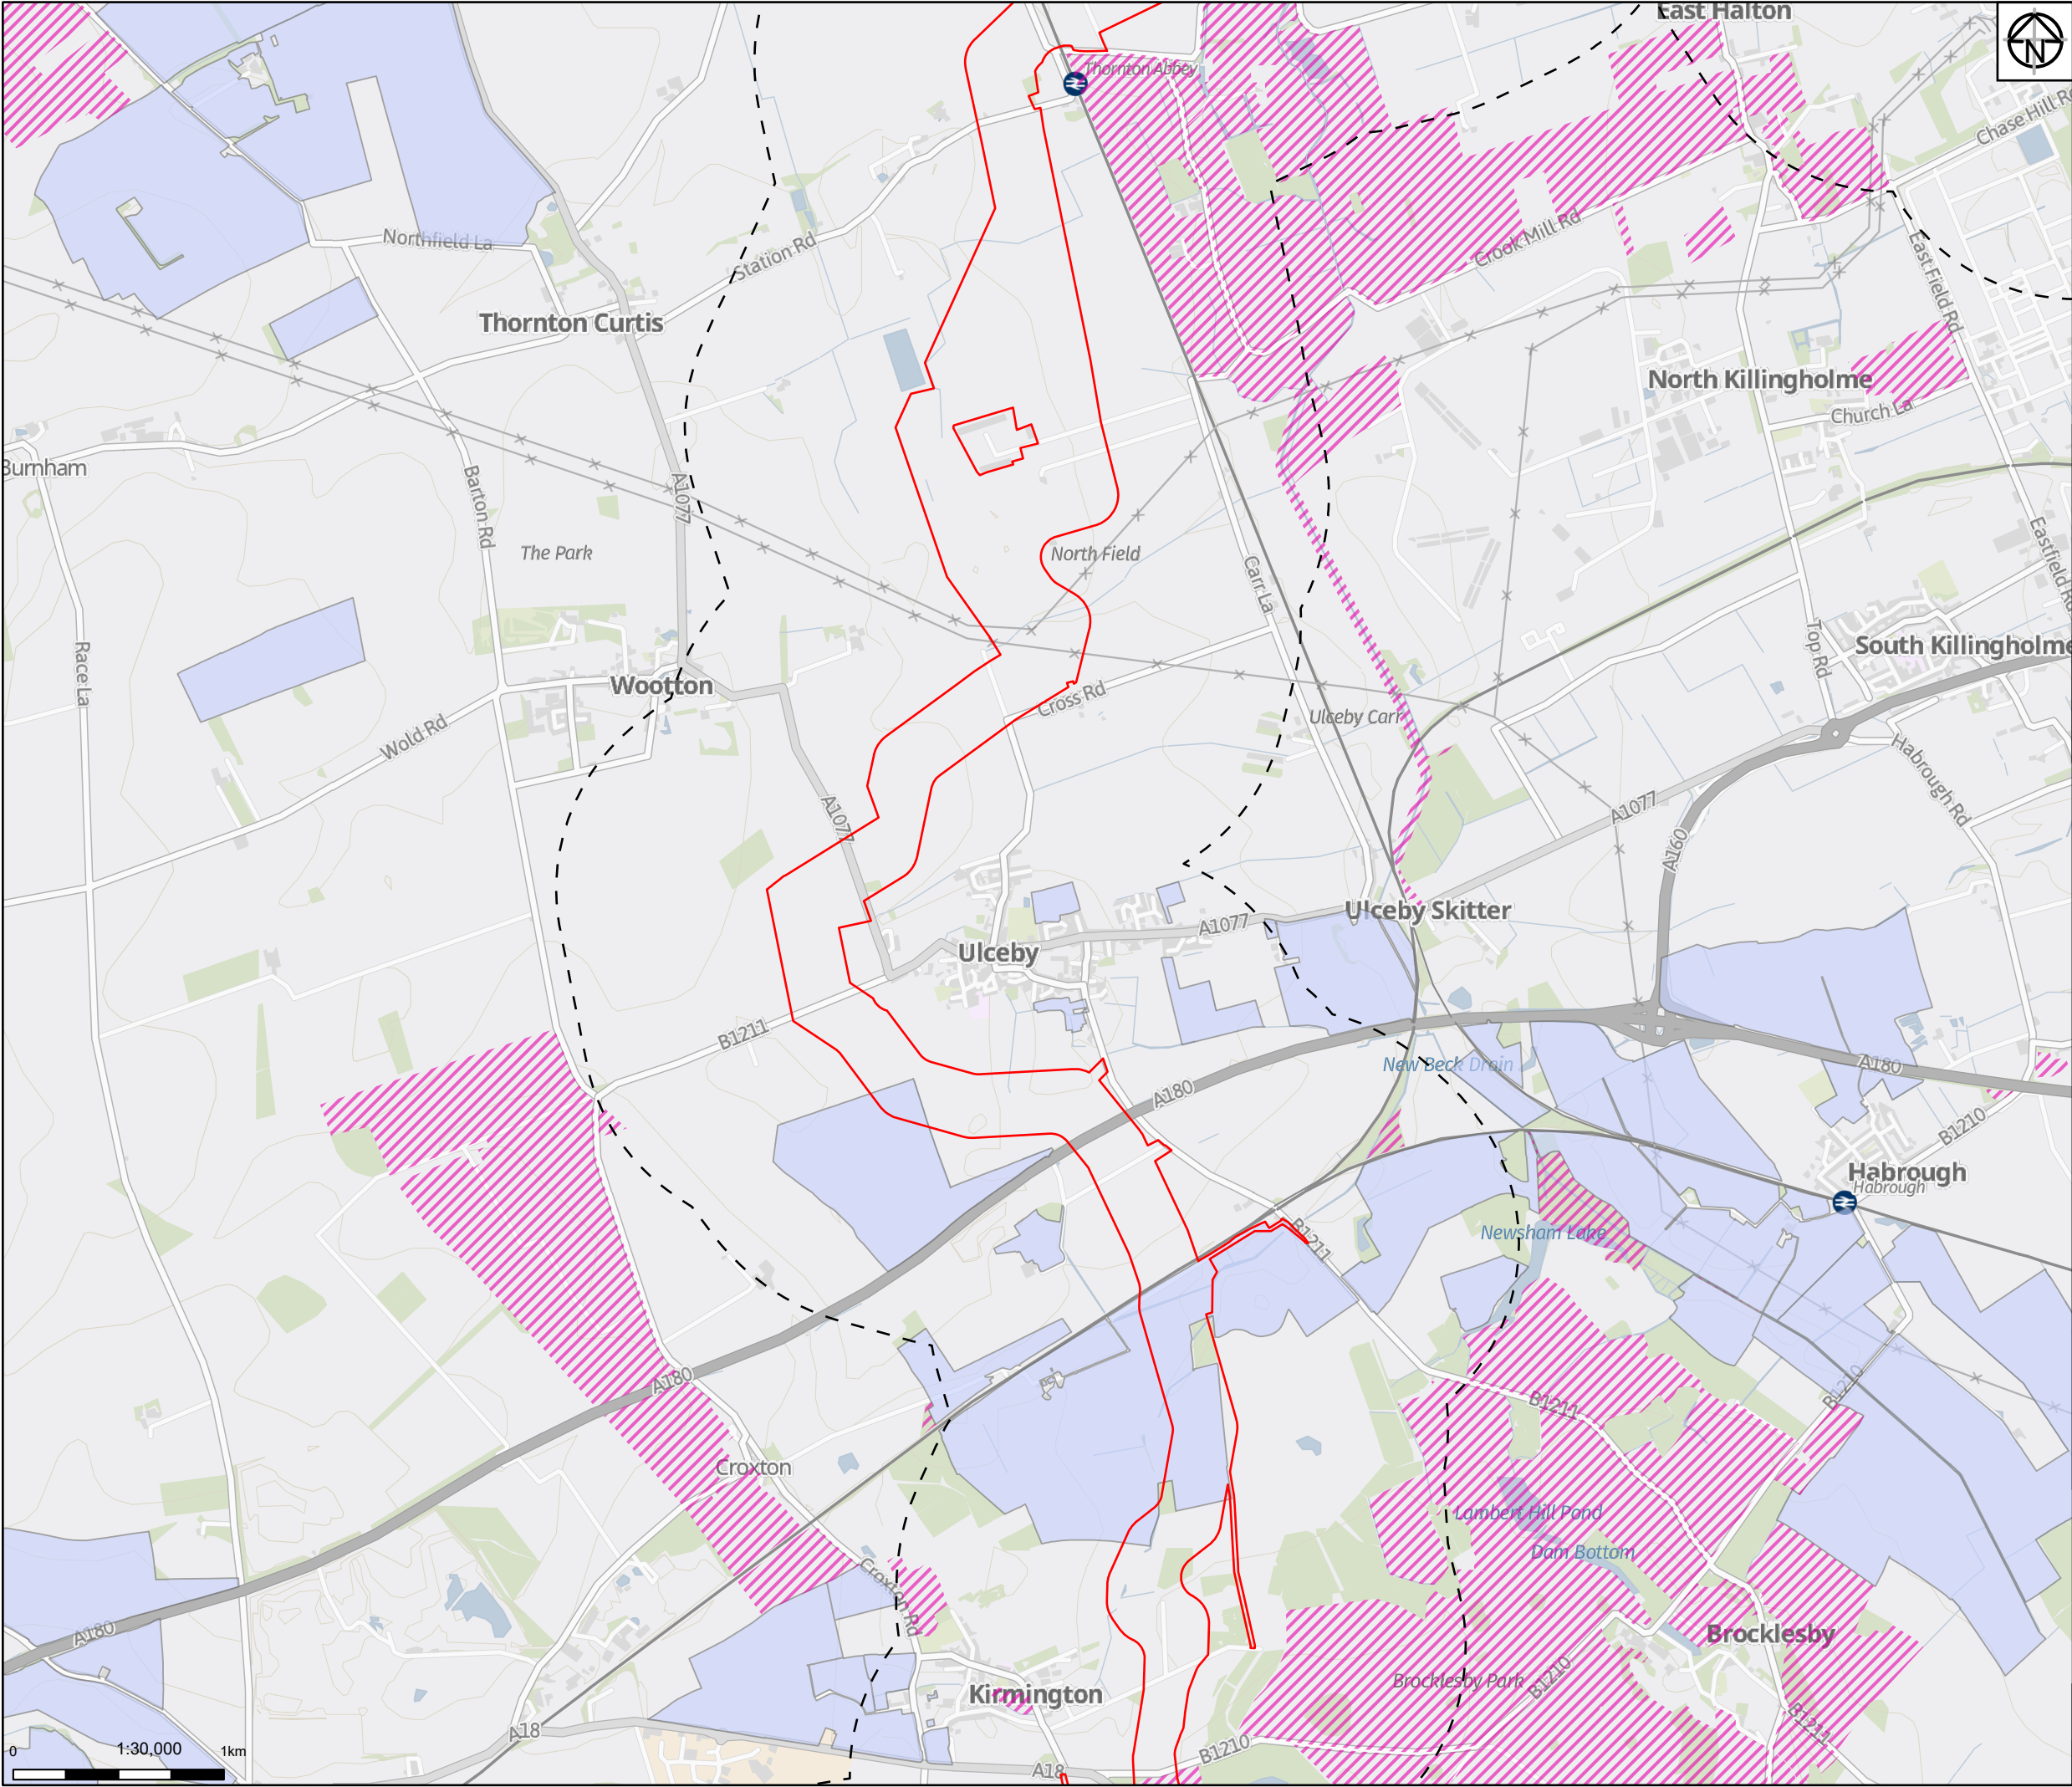 East Halton
N
Thornton Abbey
Chase Hill Rd
Northfield La
Station Rd
Crook Mill Rd
East Field Rd
Thornton Curtis
North Killingholme
Church La
Burnham
Barton Rd
A1077
The Park
North Field
Carr La
Eastfield Rd
Race La
Wootton
Cross Rd
Ulceby Carr
Top Rd
South Killingholme
Wold Rd
A1077
A1077
A160
Habrough Rd
Ulceby
A1077
Ulceby Skitter
B1211
A180
New Beck Drain
A180
B1210
Habrough
Habrough
B1211
Newsham Lake
A180
B1211
B1210
Croxton
Lambert Hill Pond
Dam Bottom
Croxton Rd
A180
Brocklesby
Brocklesby Park
B1210
Kirmington
B1211
A18
B1210
A18
0
1:30,000
1km